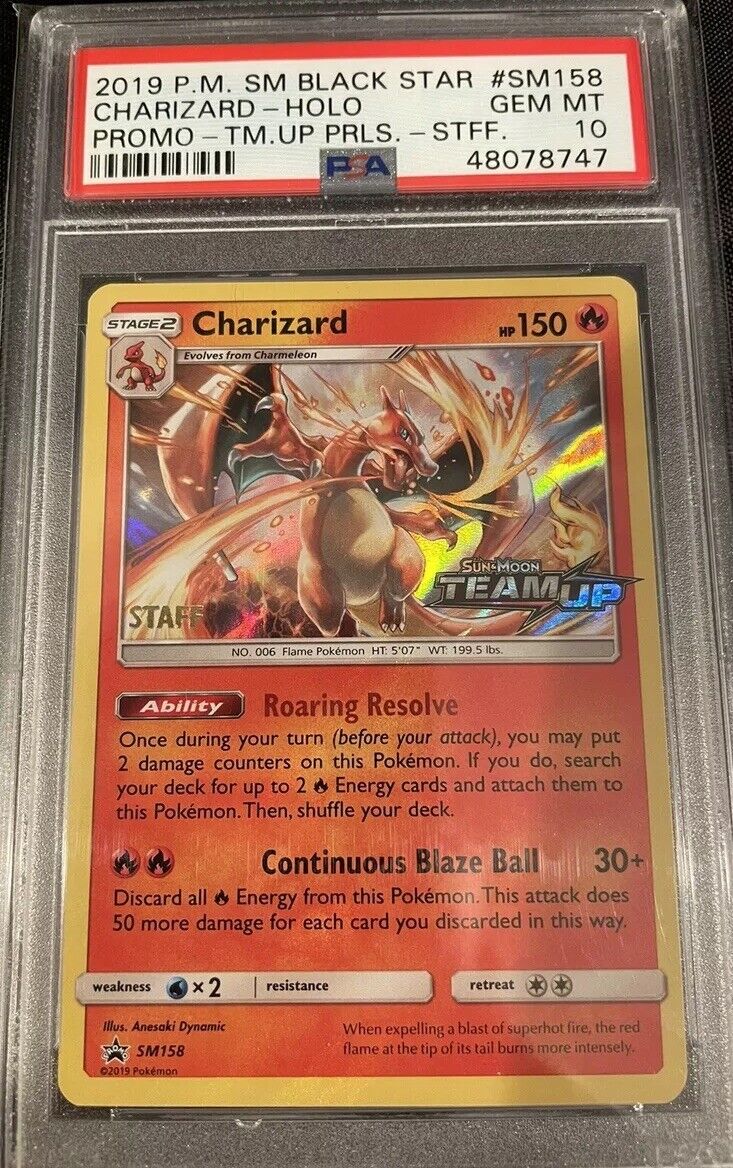 2019 P.M. SM BLACK STAR #SM158
CHARIZARD-HOLO GEM MT
PROMO-TM.UP PRLS.-STFF. 10
PSA 48078747
STAGE2 Charizard HP150
Evolves from Charmeleon
SUN&MOON
TEAM UP
STAFF
NO. 006 Flame Pokémon HT: 5'07" WT: 199.5 lbs.
Ability Roaring Resolve
Once during your turn (before your attack), you may put
2 damage counters on this Pokémon. If you do, search
your deck for up to 2 Energy cards and attach them to
this Pokémon. Then, shuffle your deck.
Continuous Blaze Ball 30+
Discard all Energy from this Pokémon. This attack does
50 more damage for each card you discarded in this way.
weakness ×2 resistance retreat
Illus. Anesaki Dynamic
When expelling a blast of superhot fire, the red
flame at the tip of its tail burns more intensely.
PROMO SM158
©2019 Pokémon